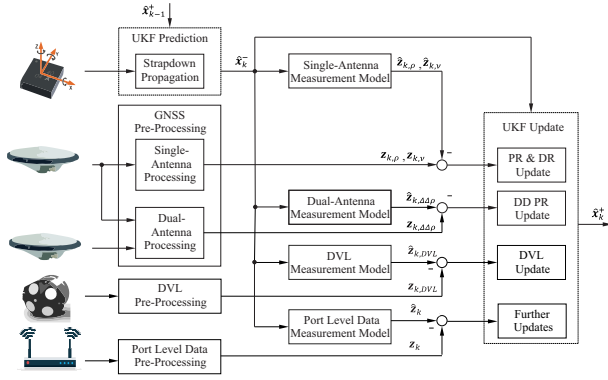 x̂⁺ₖ₋₁
UKF Prediction
Strapdown
Propagation
x̂⁻ₖ
Single-Antenna
Measurement Model
ẑₖ,ρ , ẑₖ,ν
GNSS
Pre-Processing
Single-
Antenna
Processing
zₖ,ρ , zₖ,ν
−
UKF Update
PR & DR
Update
Dual-
Antenna
Processing
Dual-Antenna
Measurement Model
ẑₖ,ΔΔρ
−
zₖ,ΔΔρ
DD PR
Update
x̂⁺ₖ
DVL
Measurement Model
ẑₖ,DVL
−
DVL
Update
DVL
Pre-Processing
zₖ,DVL
Port Level Data
Measurement Model
ẑₖ
−
Further
Updates
Port Level Data
Pre-Processing
zₖ